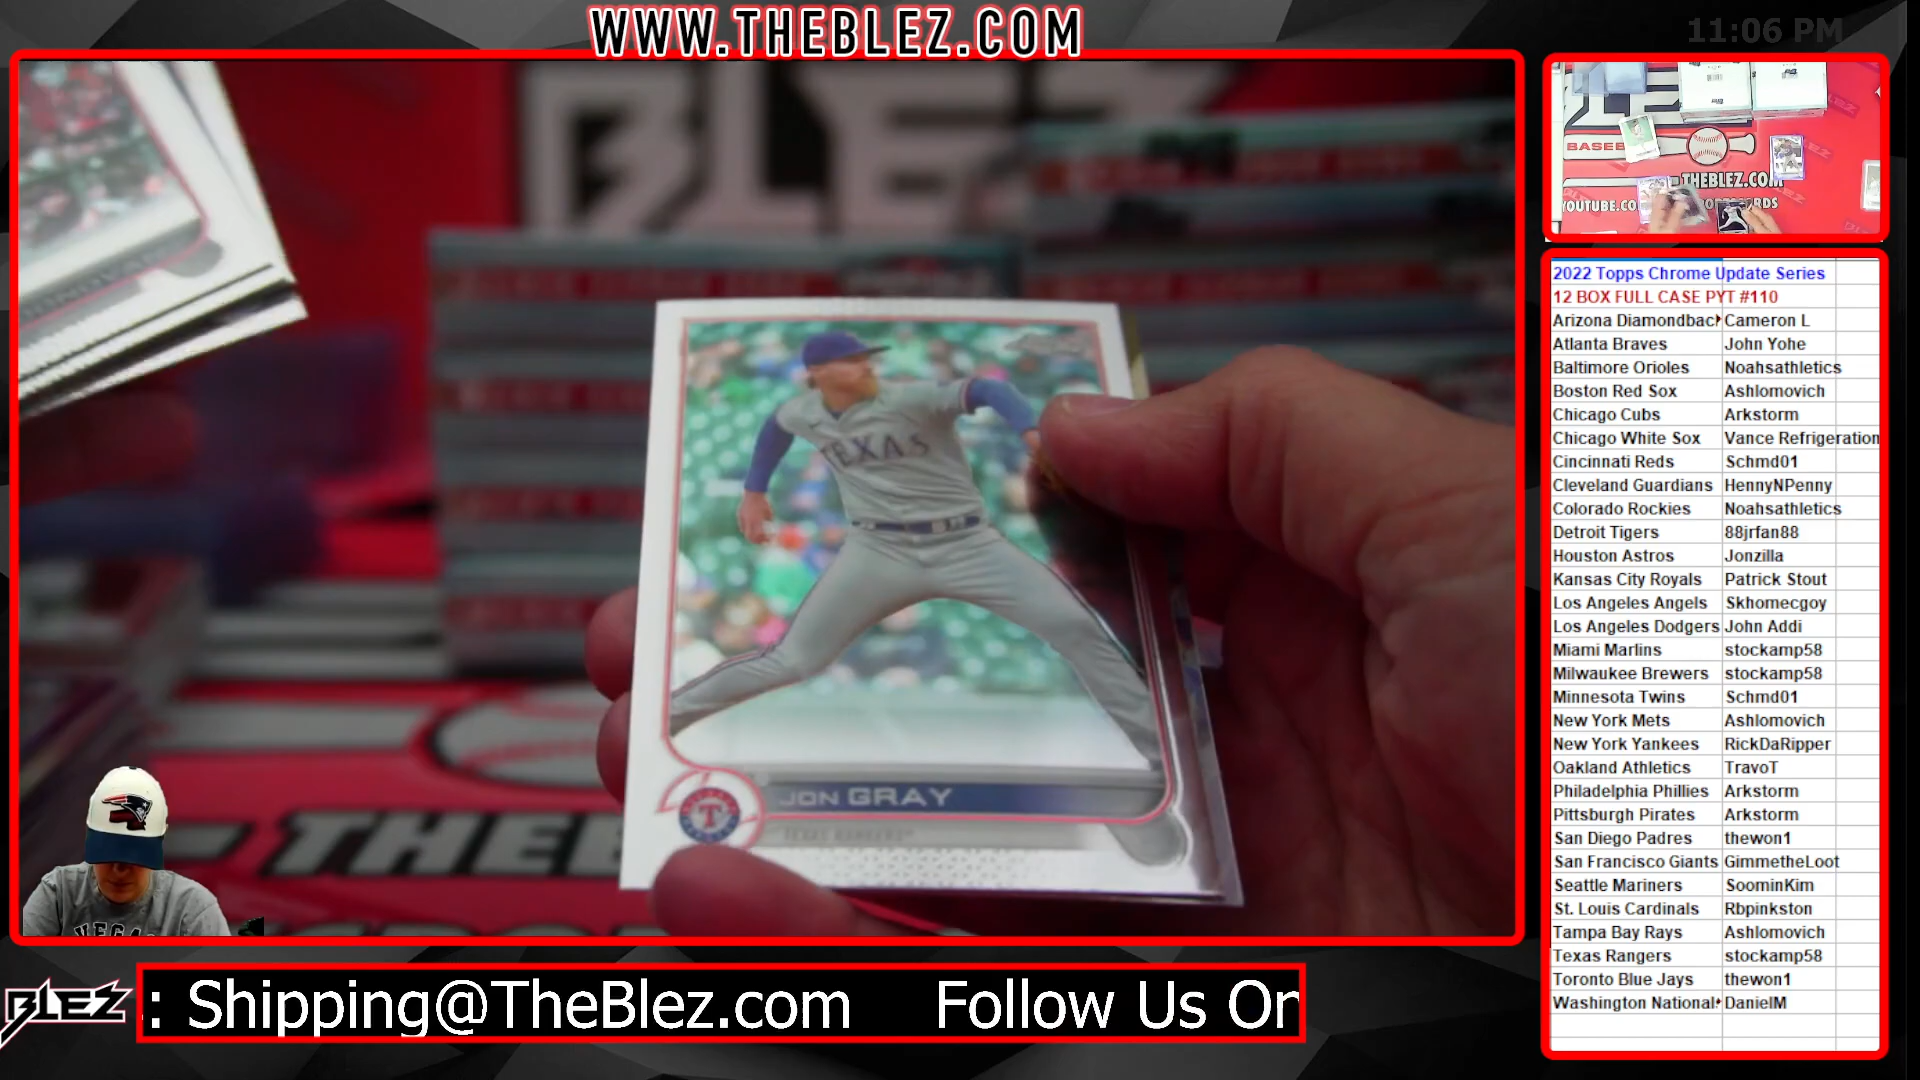 WWW.THEBLEZ.COM
11:06 PM
BLEZ
TEXAS
JON GRAY
TEXAS RANGERS
THEB
VEGAS
BASEB
THEBLEZ.COM
YOUTUBE.CO
2022 Topps Chrome Update Series
12 BOX FULL CASE PYT #110
Arizona Diamondbac Cameron L
Atlanta Braves John Yohe
Baltimore Orioles Noahsathletics
Boston Red Sox Ashlomovich
Chicago Cubs Arkstorm
Chicago White Sox Vance Refrigeration
Cincinnati Reds Schmd01
Cleveland Guardians HennyNPenny
Colorado Rockies Noahsathletics
Detroit Tigers 88jrfan88
Houston Astros Jonzilla
Kansas City Royals Patrick Stout
Los Angeles Angels Skhomecgoy
Los Angeles Dodgers John Addi
Miami Marlins stockamp58
Milwaukee Brewers stockamp58
Minnesota Twins Schmd01
New York Mets Ashlomovich
New York Yankees RickDaRipper
Oakland Athletics TravoT
Philadelphia Phillies Arkstorm
Pittsburgh Pirates Arkstorm
San Diego Padres thewon1
San Francisco Giants GimmetheLoot
Seattle Mariners SoominKim
St. Louis Cardinals Rbpinkston
Tampa Bay Rays Ashlomovich
Texas Rangers stockamp58
Toronto Blue Jays thewon1
Washington National DanielM
BLEZ
: Shipping@TheBlez.com Follow Us On